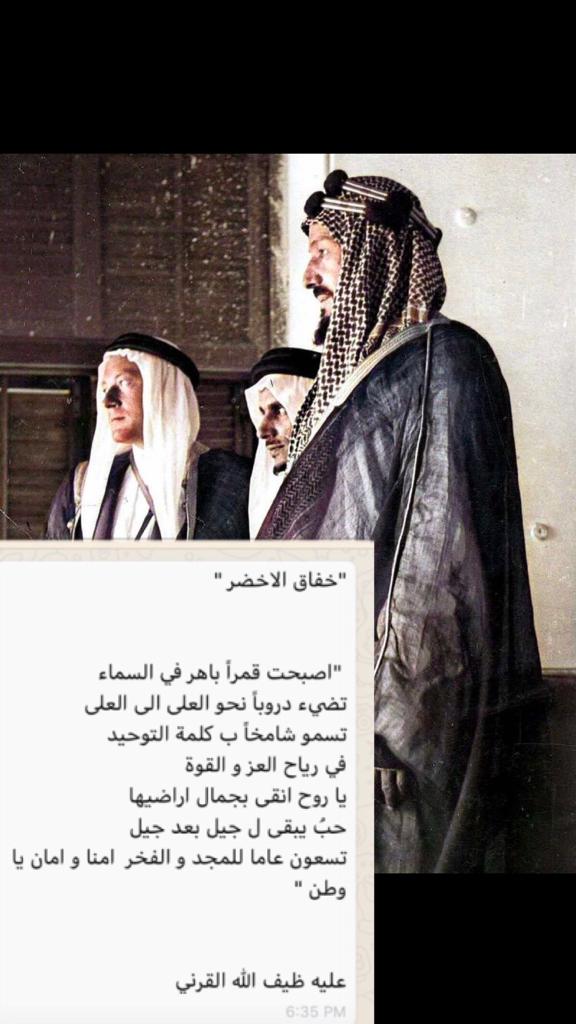 "خفاق الاخضر "
"اصبحت قمراً باهر في السماء
تضيء دروباً نحو العلى الى العلى
تسمو شامخاً ب كلمة التوحيد
في رياح العز و القوة
يا روح انقى بجمال اراضيها
حبُ يبقى ل جيل بعد جيل
تسعون عاما للمجد و الفخر امنا و امان يا
وطن "
عليه ظيف الله القرني
6:35 PM